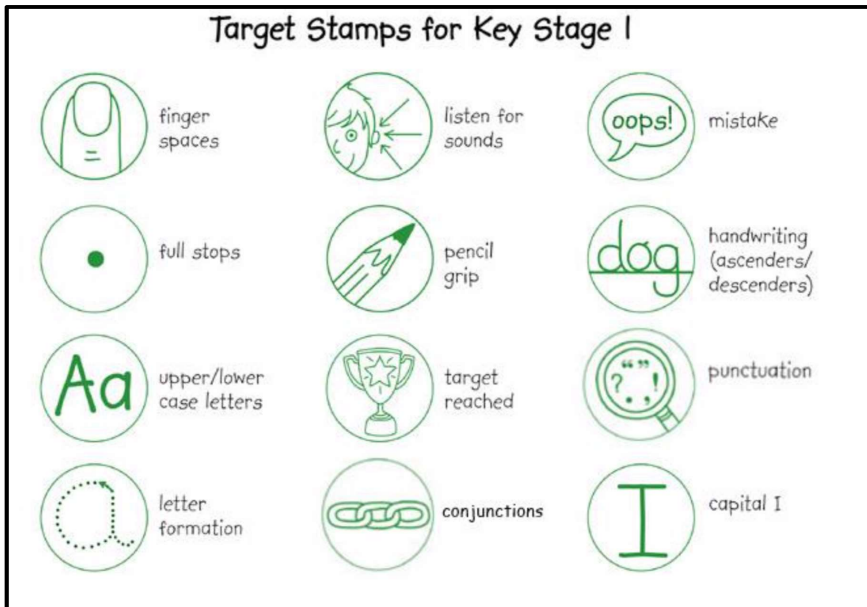 Target Stamps for Key Stage 1
finger
spaces
listen for
sounds
oops!
mistake
full stops
pencil
grip
dog
handwriting
(ascenders/
descenders)
Aa
upper/lower
case letters
target
reached
? “ ” !
. ,
punctuation
a
letter
formation
conjunctions
I
capital I